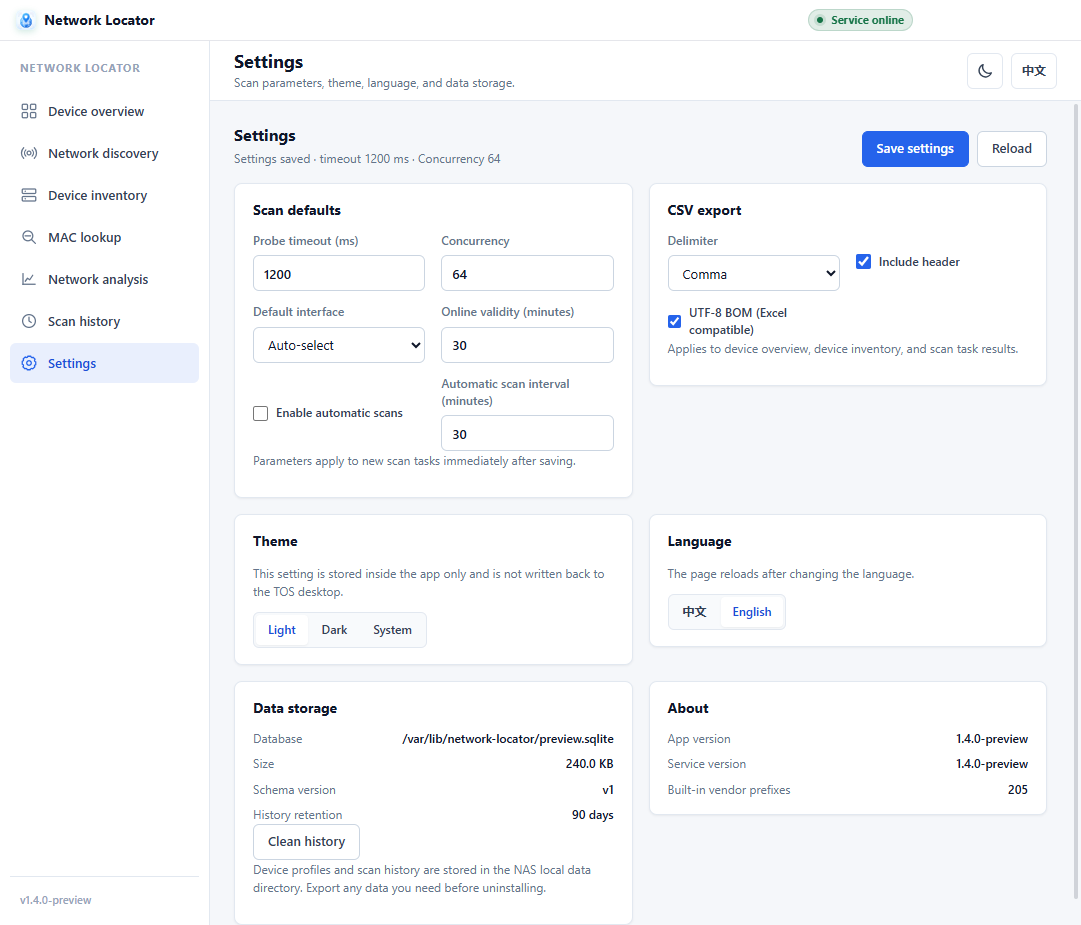 Network Locator
Service online
NETWORK LOCATOR
Device overview
Network discovery
Device inventory
MAC lookup
Network analysis
Scan history
Settings
v1.4.0-preview
Settings
Scan parameters, theme, language, and data storage.
中文
Settings
Settings saved · timeout 1200 ms · Concurrency 64
Save settings
Reload
Scan defaults
Probe timeout (ms)
Concurrency
1200
64
Default interface
Online validity (minutes)
Auto-select
30
Enable automatic scans
Automatic scan interval
(minutes)
30
Parameters apply to new scan tasks immediately after saving.
CSV export
Delimiter
Comma
Include header
UTF-8 BOM (Excel
compatible)
Applies to device overview, device inventory, and scan task results.
Theme
This setting is stored inside the app only and is not written back to
the TOS desktop.
Light
Dark
System
Language
The page reloads after changing the language.
中文
English
Data storage
Database
/var/lib/network-locator/preview.sqlite
Size
240.0 KB
Schema version
v1
History retention
90 days
Clean history
Device profiles and scan history are stored in the NAS local data
directory. Export any data you need before uninstalling.
About
App version
1.4.0-preview
Service version
1.4.0-preview
Built-in vendor prefixes
205